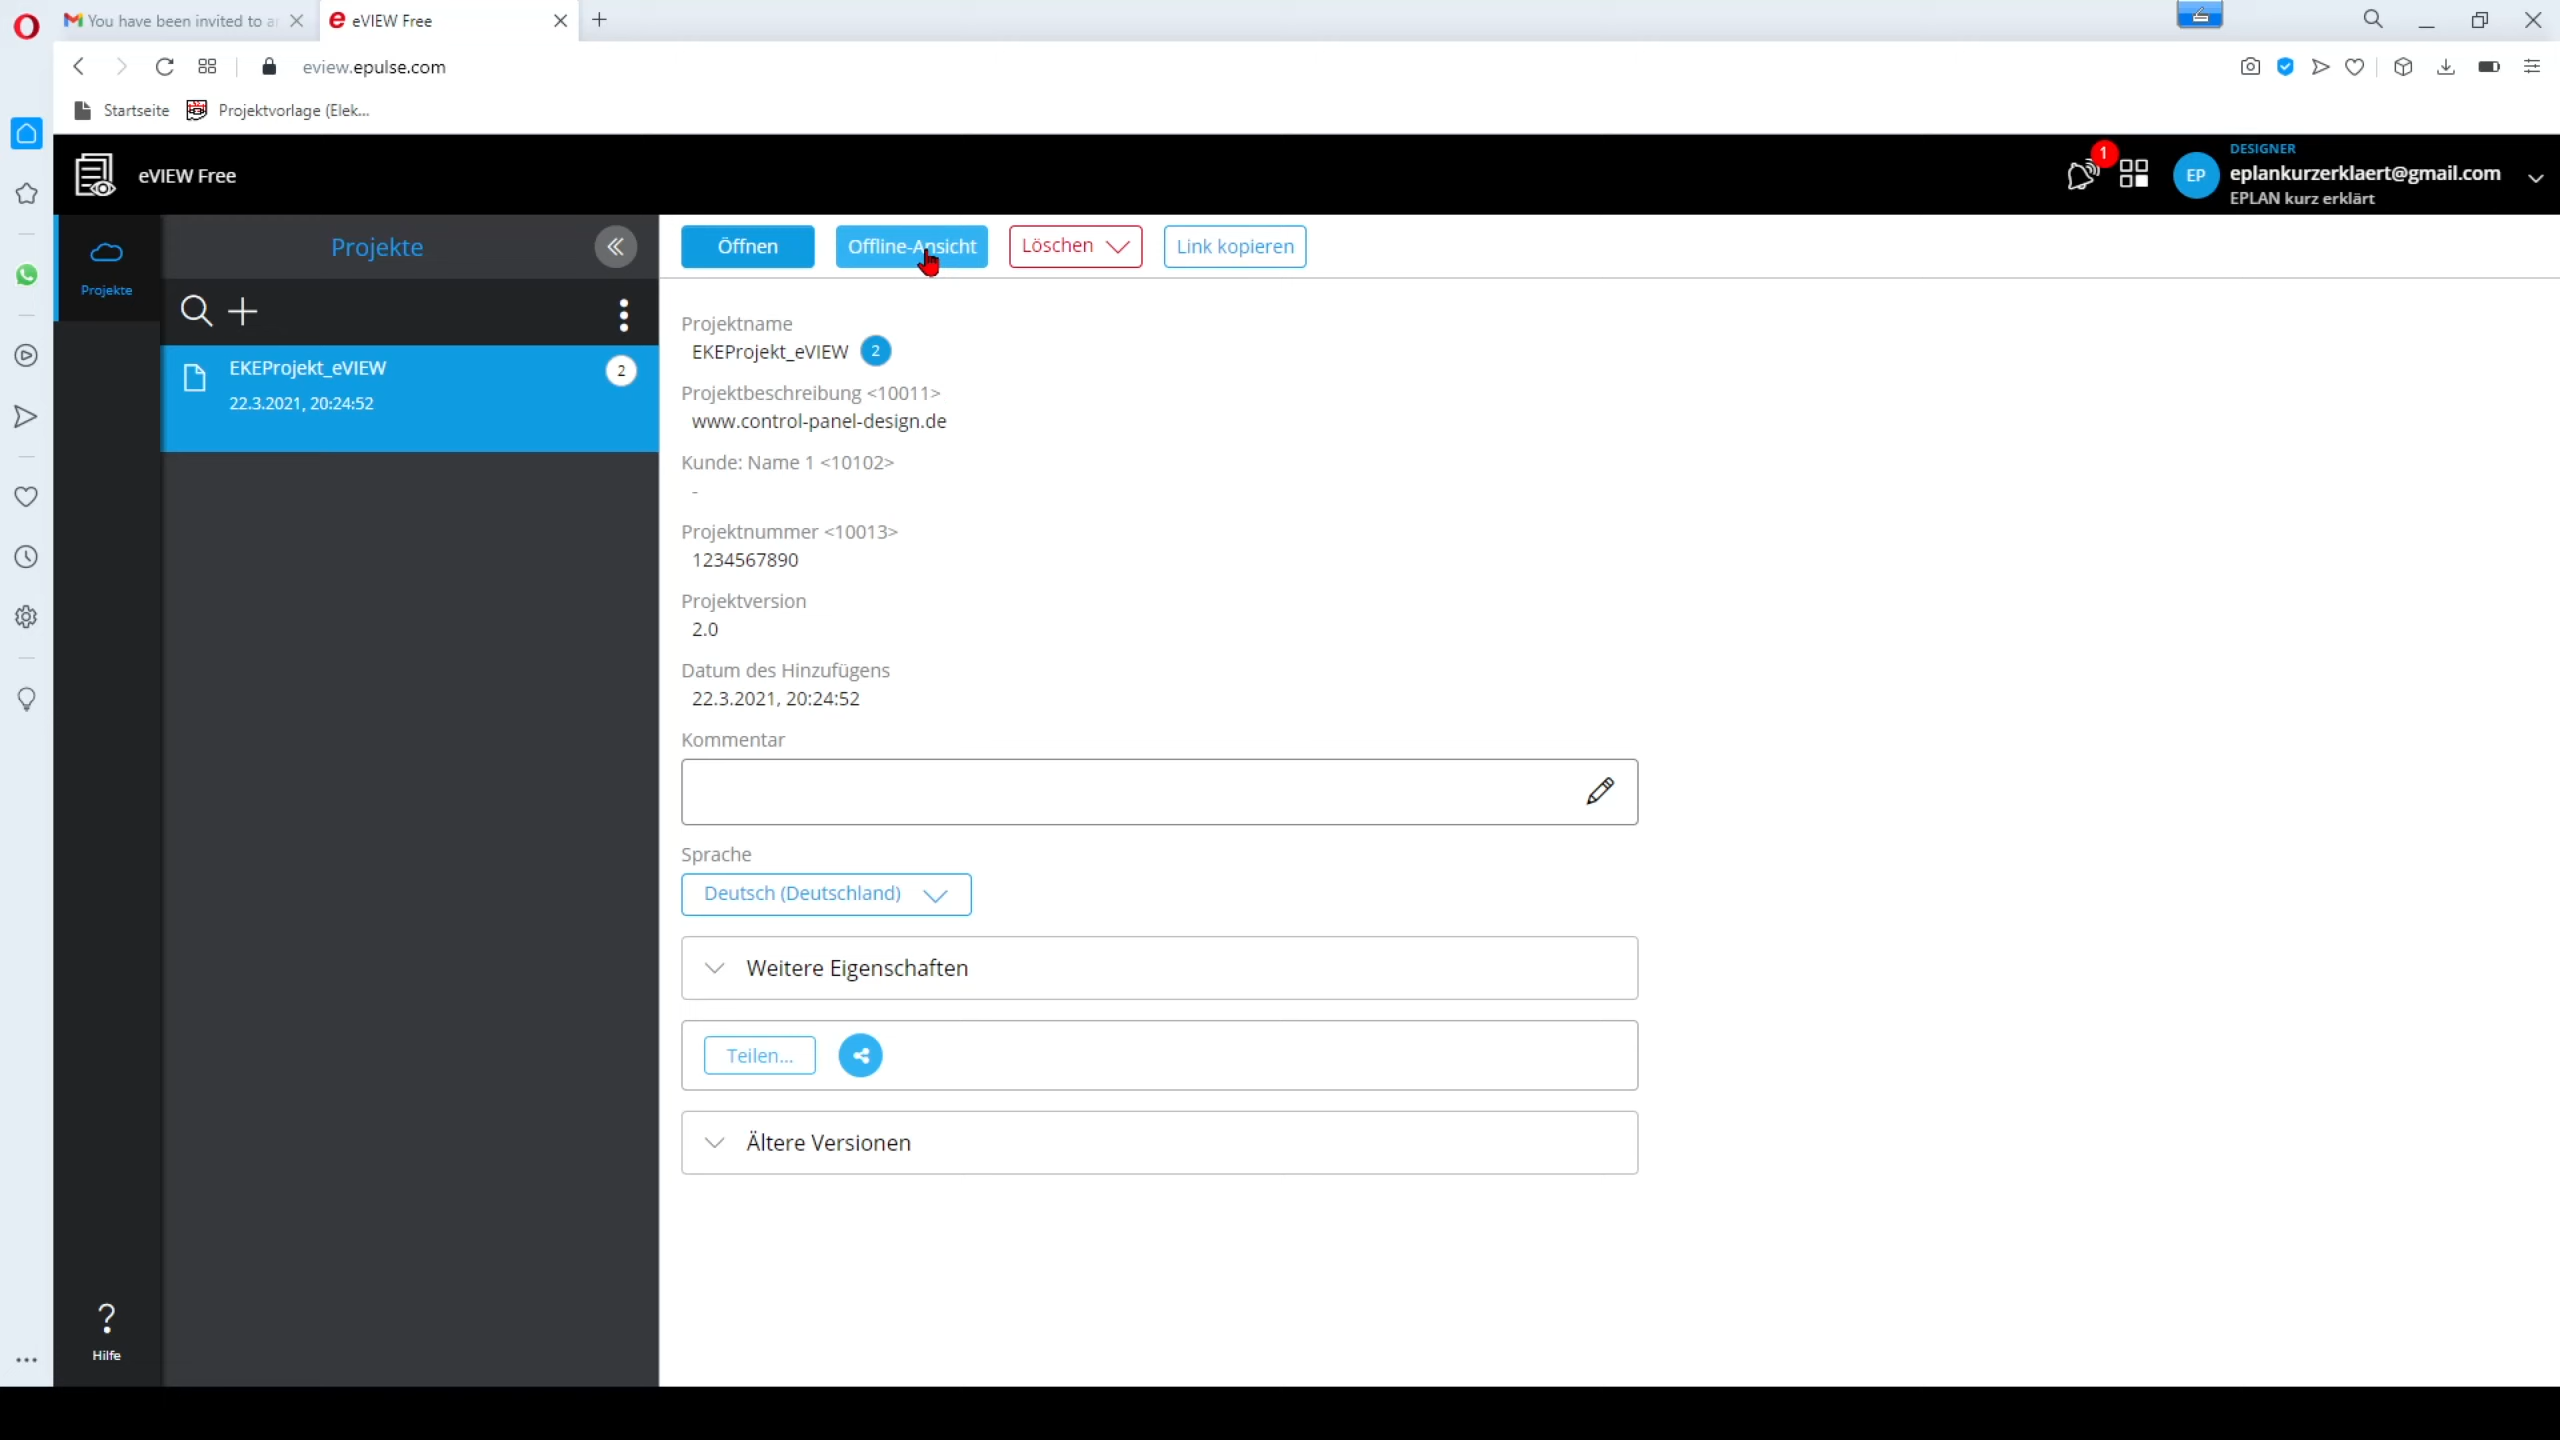 You have been invited to a
eVIEW Free
eview.epulse.com
Startseite
Projektvorlage (Elek...
eVIEW Free
1
EP
DESIGNER
eplankurzerklaert@gmail.com
EPLAN kurz erklärt
Projekte
Projekte
Öffnen
Offline-Ansicht
Löschen
Link kopieren
EKEProjekt_eVIEW
2
22.3.2021, 20:24:52
Projektname
EKEProjekt_eVIEW 2
Projektbeschreibung <10011>
www.control-panel-design.de
Kunde: Name 1 <10102>
-
Projektnummer <10013>
1234567890
Projektversion
2.0
Datum des Hinzufügens
22.3.2021, 20:24:52
Kommentar
Sprache
Deutsch (Deutschland)
Weitere Eigenschaften
Teilen...
Ältere Versionen
?
Hilfe